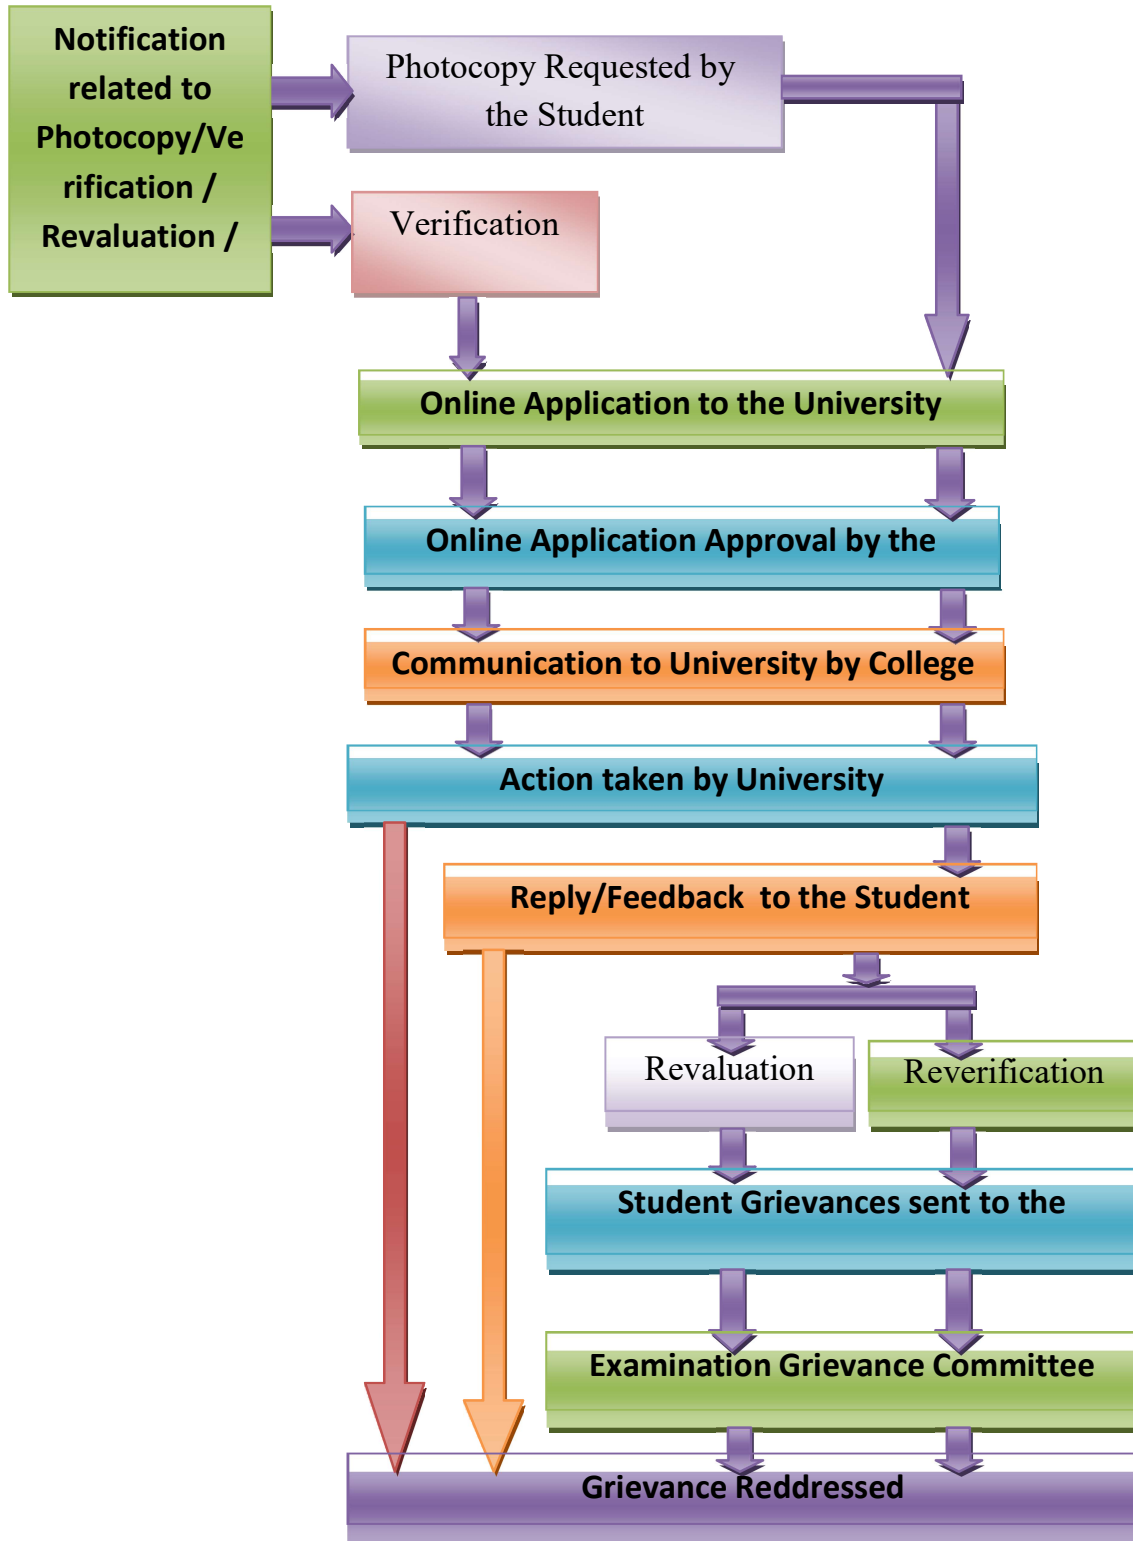 Notification
related to
Photocopy/Ve
rification /
Revaluation /
Photocopy Requested by
the Student
Verification
Online Application to the University
Online Application Approval by the
Communication to University by College
Action taken by University
Reply/Feedback to the Student
Revaluation
Reverification
Student Grievances sent to the
Examination Grievance Committee
Grievance Reddressed